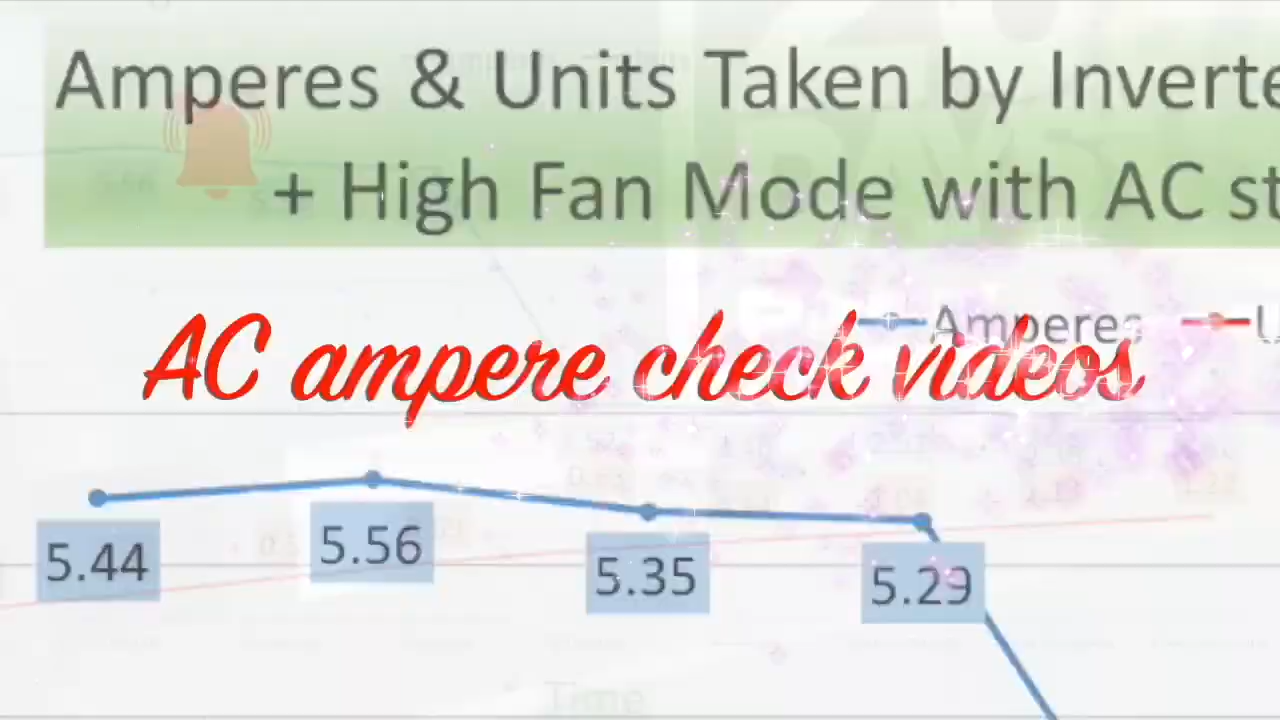 Amperes & Units Taken by Inverte
+ High Fan Mode with AC st
Amperes
AC ampere check videos
5.44
5.56
5.35
5.29
Time